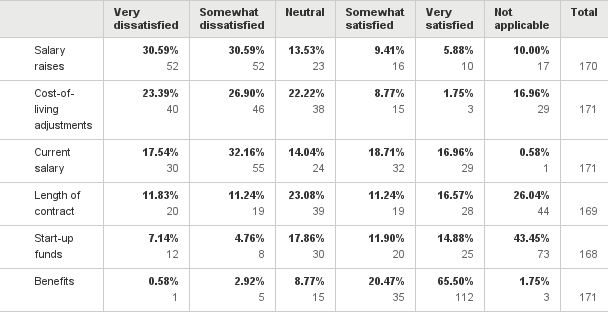 Very dissatisfied Somewhat dissatisfied Neutral Somewhat satisfied Very satisfied Not applicable Total
Salary 30.59% 30.59% 13.53% 9.41% 5.88% 10.00%
raises 52 52 23 16 10 17 170
Cost-of- 23.39% 26.90% 22.22% 8.77% 1.75% 16.96%
living 40 46 38 15 3 29 171
adjustments
Current 17.54% 32.16% 14.04% 18.71% 16.96% 0.58%
salary 30 55 24 32 29 1 171
Length of 11.83% 11.24% 23.08% 11.24% 16.57% 26.04%
contract 20 19 39 19 28 44 169
Start-up 7.14% 4.76% 17.86% 11.90% 14.88% 43.45%
funds 12 8 30 20 25 73 168
Benefits 0.58% 2.92% 8.77% 20.47% 65.50% 1.75%
1 5 15 35 112 3 171